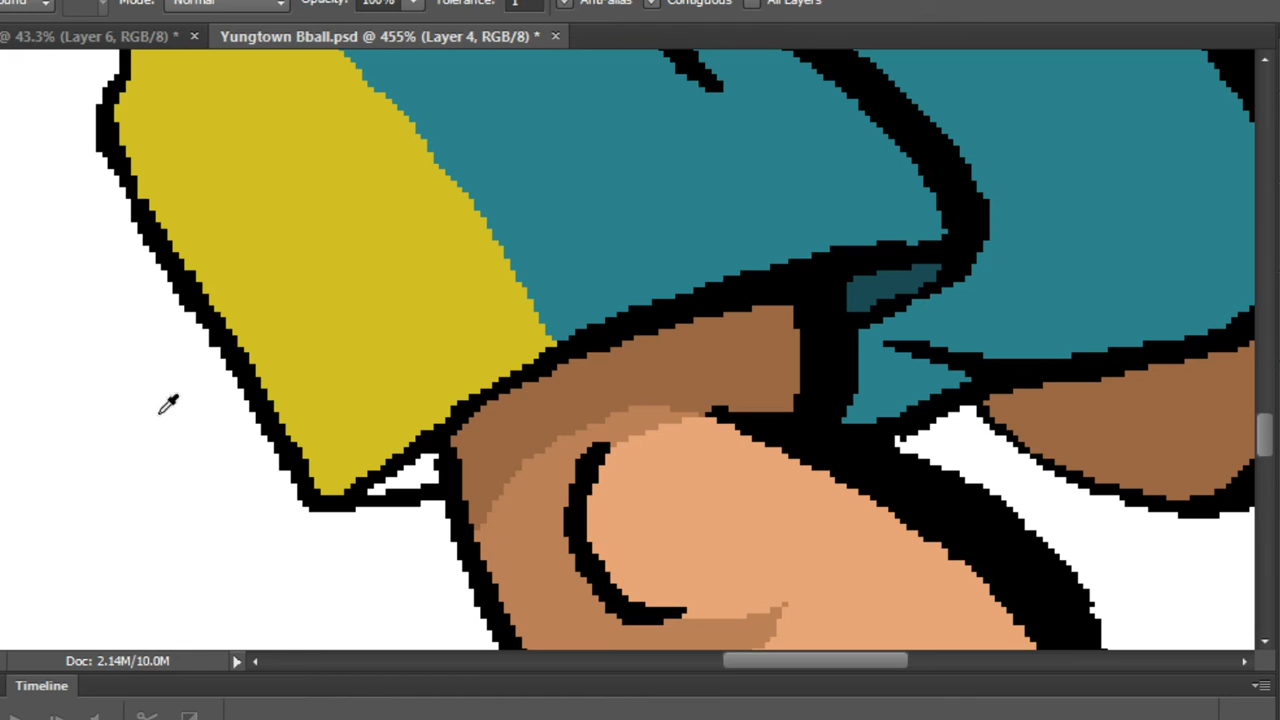 ound Mode: Normal Opacity: 100% Tolerance: 1 Anti-alias Contiguous All Layers
@ 43.3% (Layer 6, RGB/8) * × Yungtown Bball.psd @ 455% (Layer 4, RGB/8) * ×
Doc: 2.14M/10.0M
Timeline